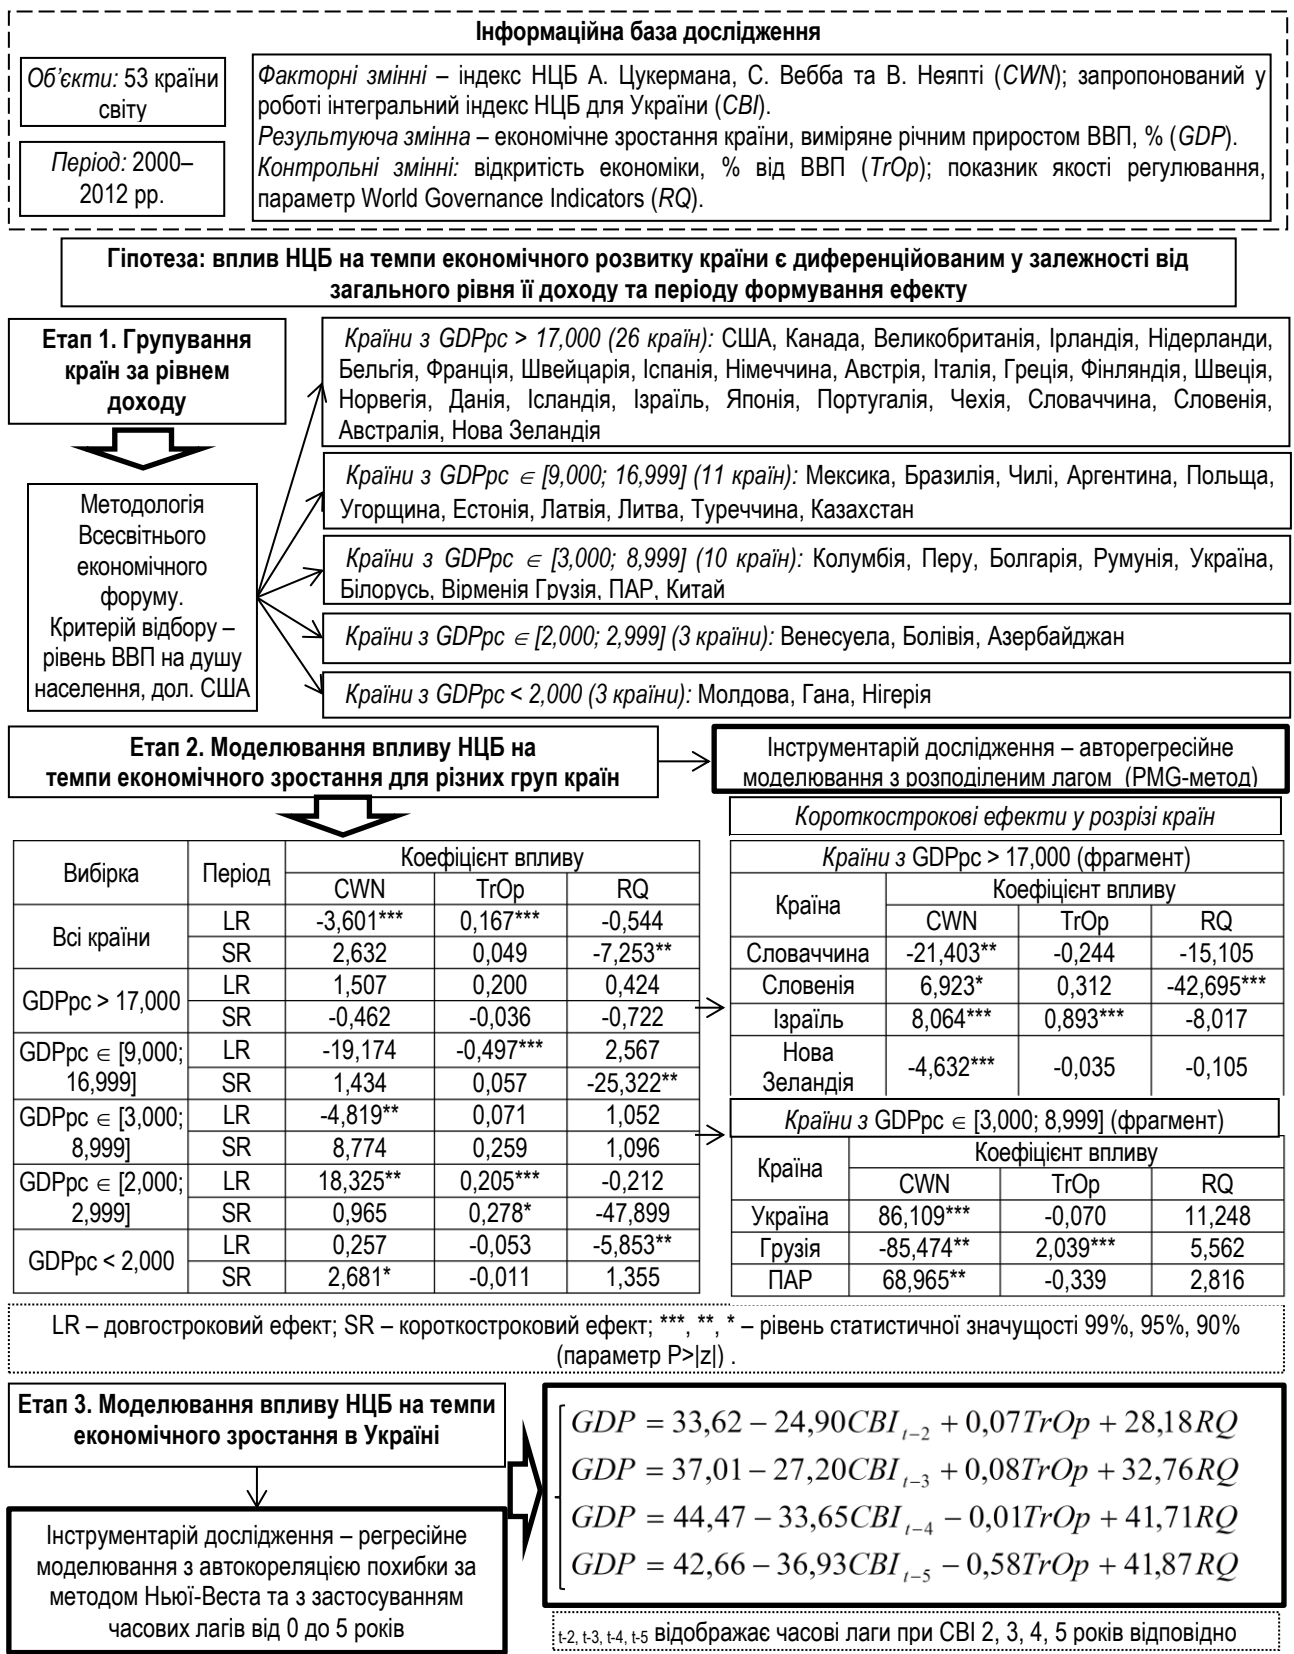 Інформаційна база дослідження
Об’єкти: 53 країни
світу
Період: 2000–
2012 рр.
Факторні змінні – індекс НЦБ А. Цукермана, С. Вебба та В. Неяпті (CWN); запропонований у
роботі інтегральний індекс НЦБ для України (CBI).
Результуюча змінна – економічне зростання країни, виміряне річним приростом ВВП, % (GDP).
Контрольні змінні: відкритість економіки, % від ВВП (TrOp); показник якості регулювання,
параметр World Governance Indicators (RQ).
Гіпотеза: вплив НЦБ на темпи економічного розвитку країни є диференційованим у залежності від
загального рівня її доходу та періоду формування ефекту
Етап 1. Групування
країн за рівнем
доходу
Методологія
Всесвітнього
економічного
форуму.
Критерій відбору –
рівень ВВП на душу
населення, дол. США
Країни з GDPpc > 17,000 (26 країн): США, Канада, Великобританія, Ірландія, Нідерланди,
Бельгія, Франція, Швейцарія, Іспанія, Німеччина, Австрія, Італія, Греція, Фінляндія, Швеція,
Норвегія, Данія, Ісландія, Ізраїль, Японія, Португалія, Чехія, Словаччина, Словенія,
Австралія, Нова Зеландія
Країни з GDPpc ∈ [9,000; 16,999] (11 країн): Мексика, Бразилія, Чилі, Аргентина, Польща,
Угорщина, Естонія, Латвія, Литва, Туреччина, Казахстан
Країни з GDPpc ∈ [3,000; 8,999] (10 країн): Колумбія, Перу, Болгарія, Румунія, Україна,
Білорусь, Вірменія Грузія, ПАР, Китай
Країни з GDPpc ∈ [2,000; 2,999] (3 країни): Венесуела, Болівія, Азербайджан
Країни з GDPpc < 2,000 (3 країни): Молдова, Гана, Нігерія
Етап 2. Моделювання впливу НЦБ на
темпи економічного зростання для різних груп країн
Інструментарій дослідження – авторегресійне
моделювання з розподіленим лагом (PMG-метод)
Вибірка Період Коефіцієнт впливу
CWN TrOp RQ
Всі країни LR -3,601*** 0,167*** -0,544
SR 2,632 0,049 -7,253**
GDPpc > 17,000 LR 1,507 0,200 0,424
SR -0,462 -0,036 -0,722
GDPpc ∈ [9,000; LR -19,174 -0,497*** 2,567
16,999] SR 1,434 0,057 -25,322**
GDPpc ∈ [3,000; LR -4,819** 0,071 1,052
8,999] SR 8,774 0,259 1,096
GDPpc ∈ [2,000; LR 18,325** 0,205*** -0,212
2,999] SR 0,965 0,278* -47,899
GDPpc < 2,000 LR 0,257 -0,053 -5,853**
SR 2,681* -0,011 1,355
Короткострокові ефекти у розрізі країн
Країни з GDPpc > 17,000 (фрагмент)
Країна Коефіцієнт впливу
CWN TrOp RQ
Словаччина -21,403** -0,244 -15,105
Словенія 6,923* 0,312 -42,695***
Ізраїль 8,064*** 0,893*** -8,017
Нова
Зеландія -4,632*** -0,035 -0,105
Країни з GDPpc ∈ [3,000; 8,999] (фрагмент)
Країна Коефіцієнт впливу
CWN TrOp RQ
Україна 86,109*** -0,070 11,248
Грузія -85,474** 2,039*** 5,562
ПАР 68,965** -0,339 2,816
LR – довгостроковий ефект; SR – короткостроковий ефект; ***, **, * – рівень статистичної значущості 99%, 95%, 90%
(параметр P>|z|) .
Етап 3. Моделювання впливу НЦБ на темпи
економічного зростання в Україні
Інструментарій дослідження – регресійне
моделювання з автокореляцією похибки за
методом Ньюї-Веста та з застосуванням
часових лагів від 0 до 5 років
GDP = 33,62 − 24,90CBI t−2 + 0,07TrOp + 28,18RQ
GDP = 37,01 − 27,20CBI t−3 + 0,08TrOp + 32,76RQ
GDP = 44,47 − 33,65CBI t−4 − 0,01TrOp + 41,71RQ
GDP = 42,66 − 36,93CBI t−5 − 0,58TrOp + 41,87RQ
t-2, t-3, t-4, t-5 відображає часові лаги при CBI 2, 3, 4, 5 років відповідно